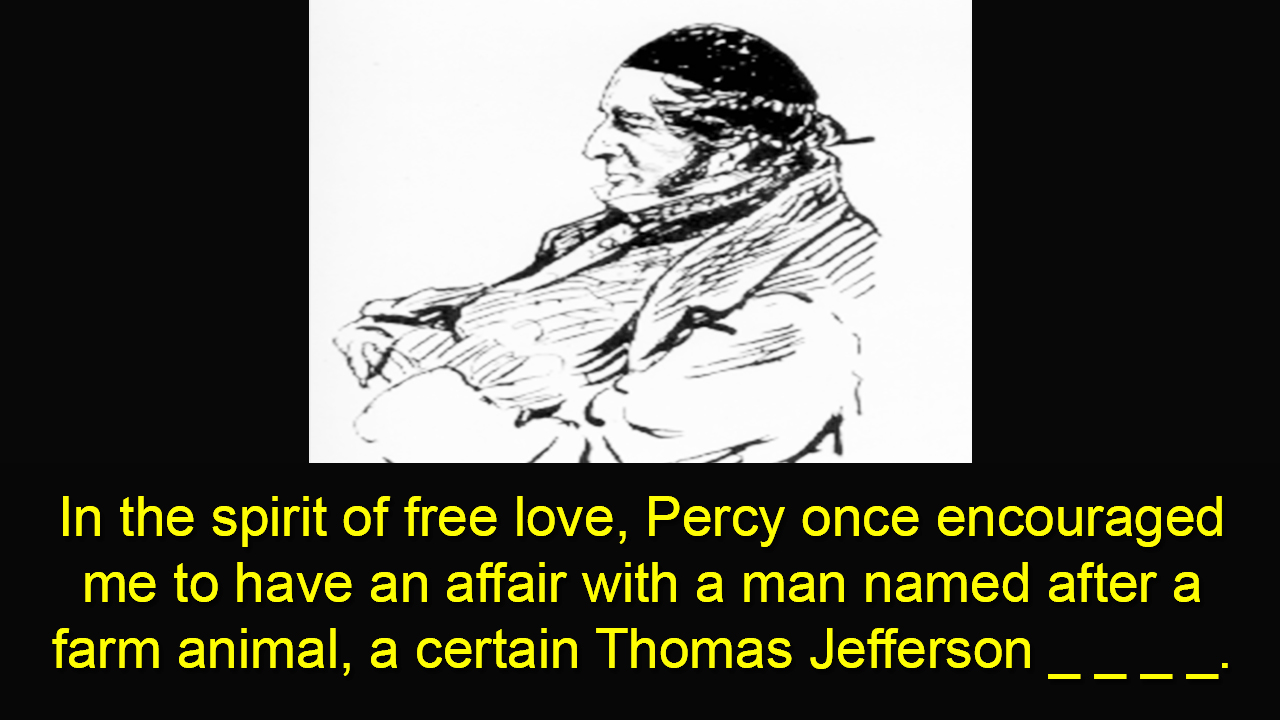 In the spirit of free love, Percy once encouraged
me to have an affair with a man named after a
farm animal, a certain Thomas Jefferson _ _ _ _.